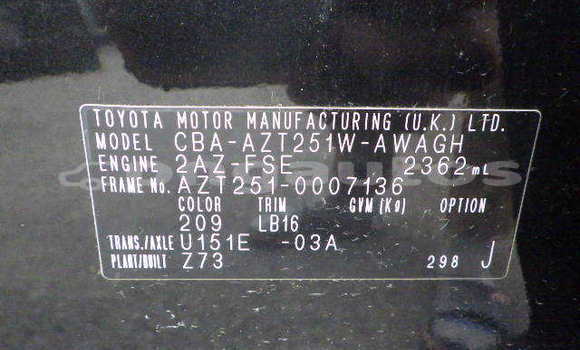 TOYOTA MOTOR MANUFACTURING (U.K.) LTD.
MODEL CBA-AZT251W-AWAGH
ENGINE 2AZ-FSE 2362mL
FRAME No. AZT251-0007136
COLOR TRIM GVM(Kg) OPTION
209 LB16
TRANS./AXLE U151E -03A
PLANT/BUILT Z73 298 J